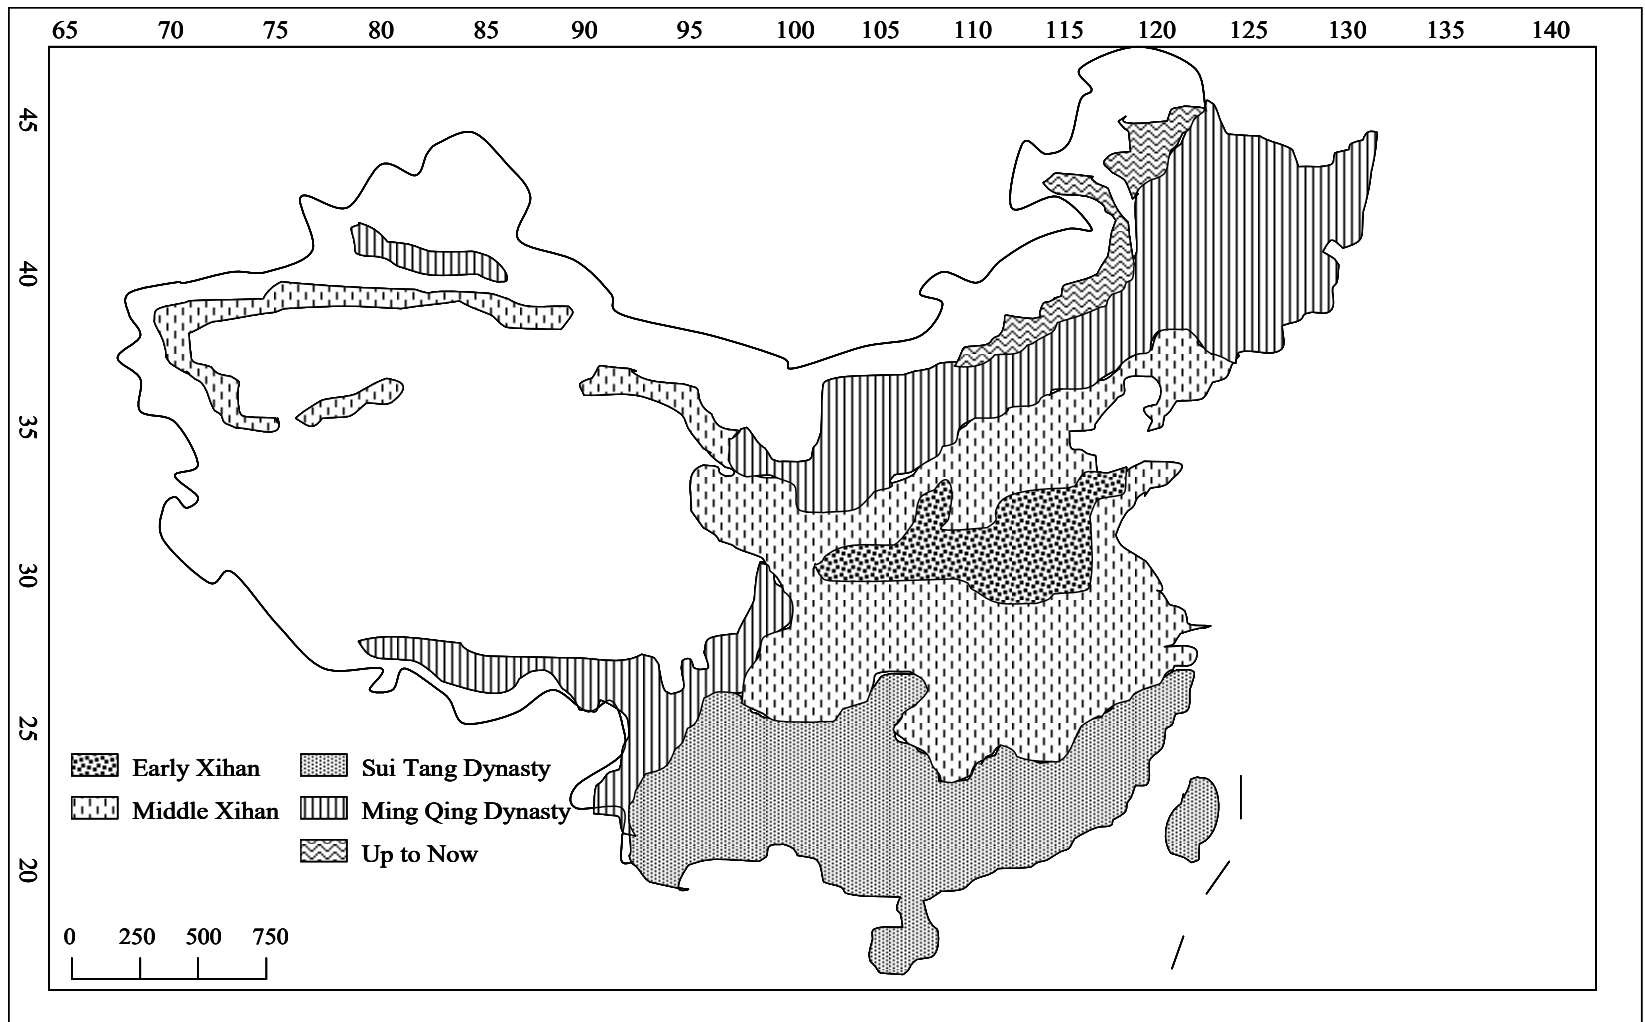 65 70 75 80 85 90 95 100 105 110 115 120 125 130 135 140
45
40
35
30
25
20
Early Xihan
Middle Xihan
Sui Tang Dynasty
Ming Qing Dynasty
Up to Now
0 250 500 750